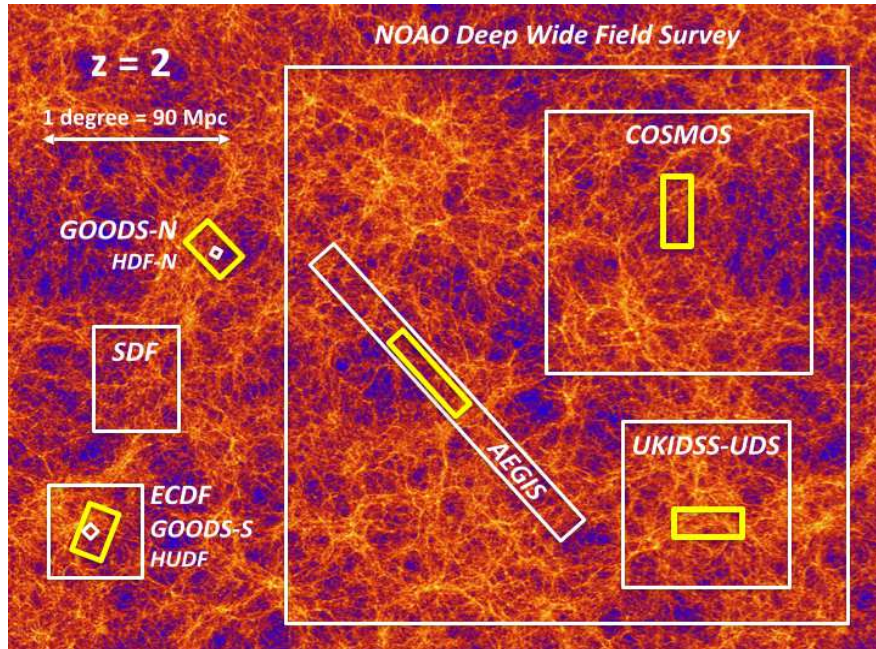 NOAO Deep Wide Field Survey
z = 2
1 degree = 90 Mpc
COSMOS
GOODS-N
HDF-N
SDF
AEGIS
UKIDSS-UDS
ECDF
GOODS-S
HUDF